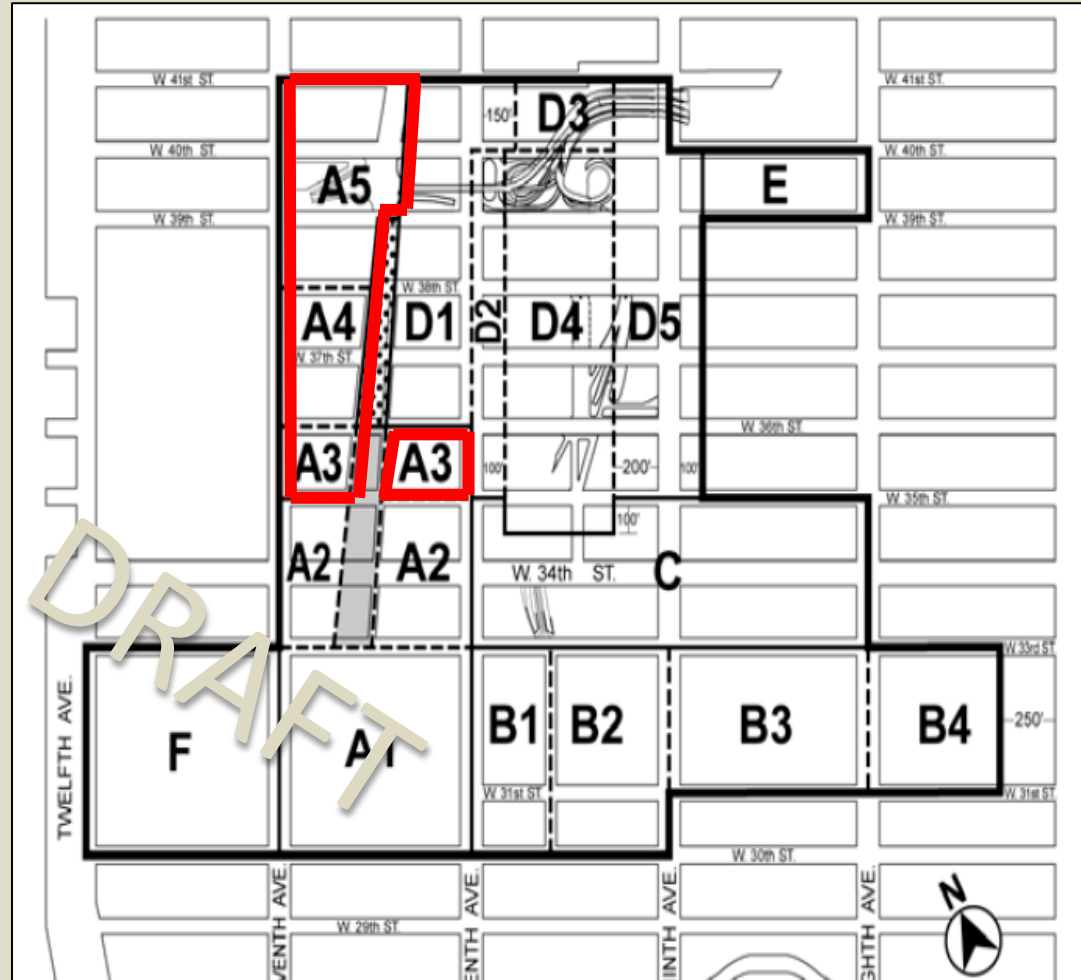 W. 41st ST.
W. 41st ST.
150'
D3
W. 40th ST.
W. 40th ST.
A5
E
W. 39th ST.
W. 39th ST.
W. 38th ST.
A4
D1
D2
D4
D5
W. 37th ST.
W. 36th ST.
A3
A3
100'
200'
100'
W. 35th ST.
100'
A2
A2
W. 34th ST.
C
DRAFT
W. 33rd ST.
TWELFTH AVE.
F
A1
B1
B2
B3
B4
250'
W. 31st ST.
W. 31st ST.
W. 30th ST.
VENTH AVE.
ENTH AVE.
INTH AVE.
GHTH AVE.
W. 29th ST.
N